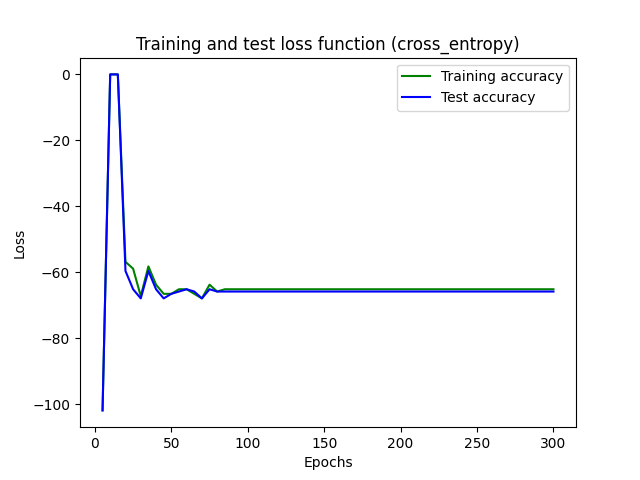 Training and test loss function (cross_entropy)
Training accuracy
Test accuracy
Loss
0
−20
−40
−60
−80
−100
0 50 100 150 200 250 300
Epochs